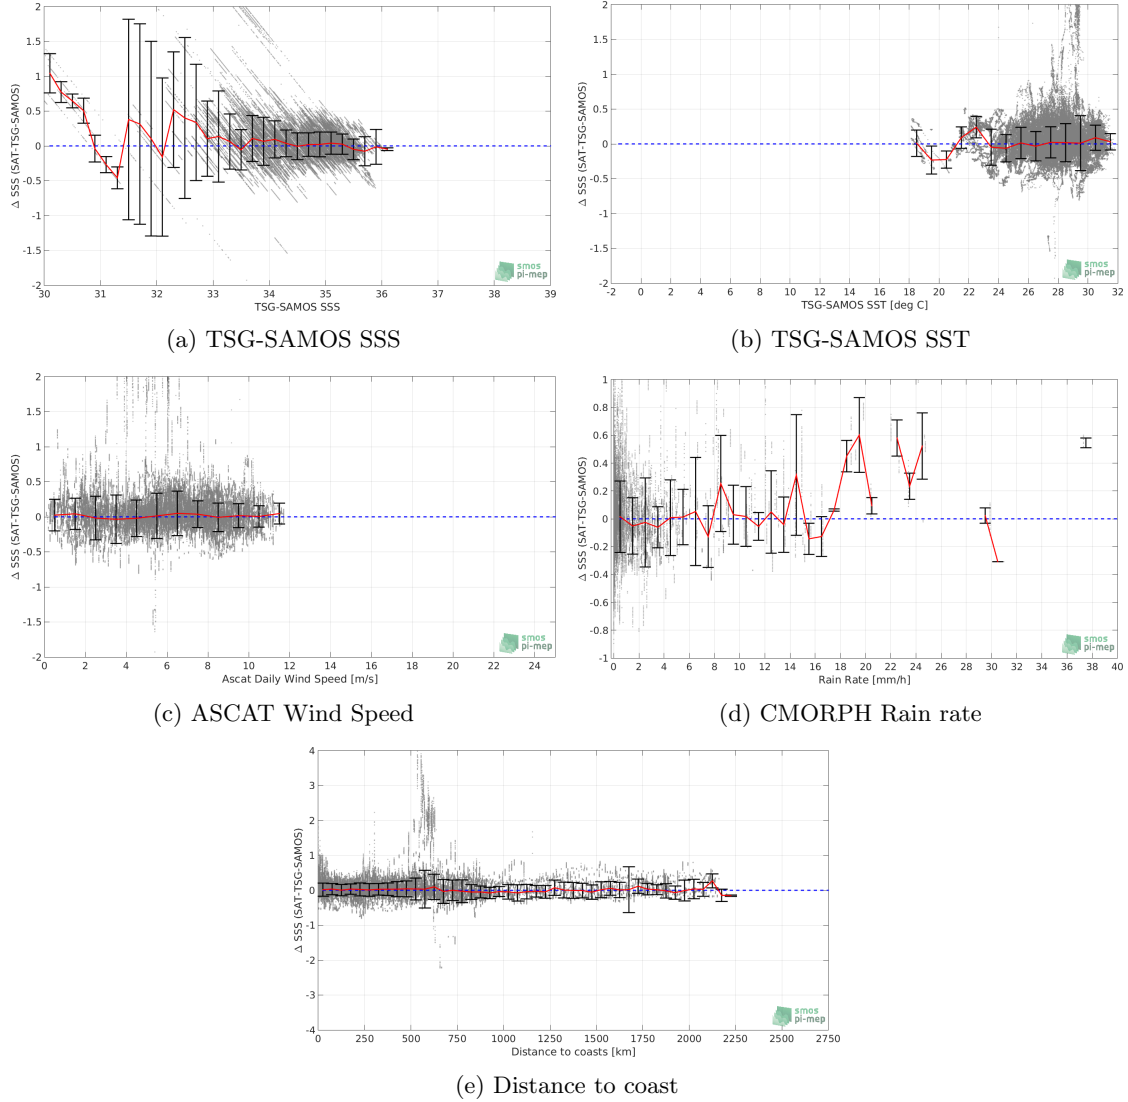 2
1.5
1
0.5
0
-0.5
-1
-1.5
-2
Δ SSS (SAT-TSG-SAMOS)
30 31 32 33 34 35 36 37 38 39
TSG-SAMOS SSS
smos
pi-mep
(a) TSG-SAMOS SSS
2
1.5
1
0.5
0
-0.5
-1
-1.5
-2
Δ SSS (SAT-TSG-SAMOS)
-2 0 2 4 6 8 10 12 14 16 18 20 22 24 26 28 30 32
TSG-SAMOS SST [deg C]
smos
pi-mep
(b) TSG-SAMOS SST
2
1.5
1
0.5
0
-0.5
-1
-1.5
-2
Δ SSS (SAT-TSG-SAMOS)
0 2 4 6 8 10 12 14 16 18 20 22 24
Ascat Daily Wind Speed [m/s]
smos
pi-mep
(c) ASCAT Wind Speed
1
0.8
0.6
0.4
0.2
0
-0.2
-0.4
-0.6
-0.8
-1
Δ SSS (SAT-TSG-SAMOS)
0 2 4 6 8 10 12 14 16 18 20 22 24 26 28 30 32 34 36 38 40
Rain Rate [mm/h]
smos
pi-mep
(d) CMORPH Rain rate
4
3
2
1
0
-1
-2
-3
-4
Δ SSS (SAT-TSG-SAMOS)
0 250 500 750 1000 1250 1500 1750 2000 2250 2500 2750
Distance to coasts [km]
smos
pi-mep
(e) Distance to coast